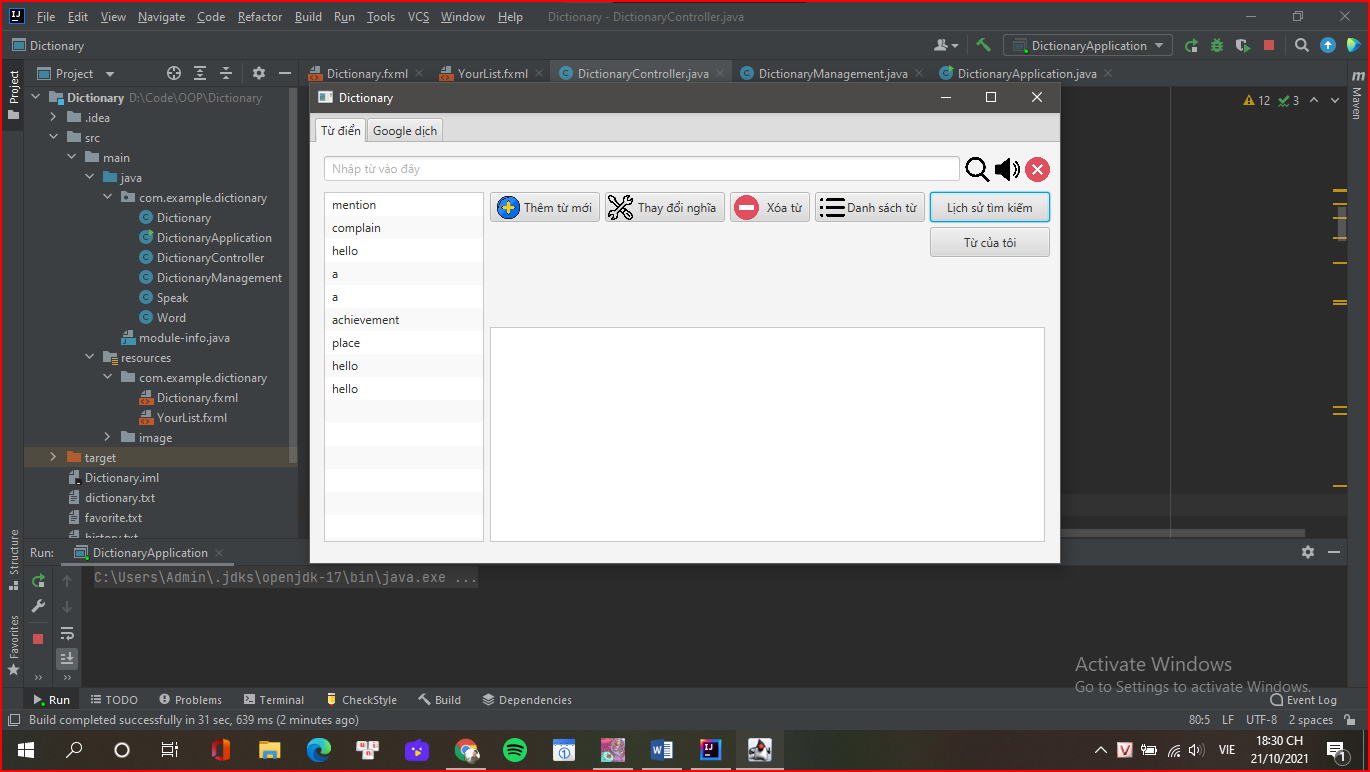 File Edit View Navigate Code Refactor Build Run Tools VCS Window Help Dictionary - DictionaryController.java
Dictionary DictionaryApplication
Project Dictionary.fxml YourList.fxml DictionaryController.java DictionaryManagement.java DictionaryApplication.java
Project
Maven
Structure
Favorites
Dictionary D:\Code\OOP\Dictionary
.idea
src
main
java
com.example.dictionary
Dictionary
DictionaryApplication
DictionaryController
DictionaryManagement
Speak
Word
module-info.java
resources
com.example.dictionary
Dictionary.fxml
YourList.fxml
image
target
Dictionary.iml
dictionary.txt
favorite.txt
history.txt
12 3
Dictionary
Từ điển Google dịch
Nhập từ vào đây
Thêm từ mới Thay đổi nghĩa Xóa từ Danh sách từ Lịch sử tìm kiếm
Từ của tôi
mention
complain
hello
a
a
achievement
place
hello
hello
Run: DictionaryApplication
C:\Users\Admin\.jdks\openjdk-17\bin\java.exe ...
Activate Windows
Go to Settings to activate Windows.
Run TODO Problems Terminal CheckStyle Build Dependencies Event Log
Build completed successfully in 31 sec, 639 ms (2 minutes ago) 80:5 LF UTF-8 2 spaces
VIE
18:30 CH
21/10/2021
1